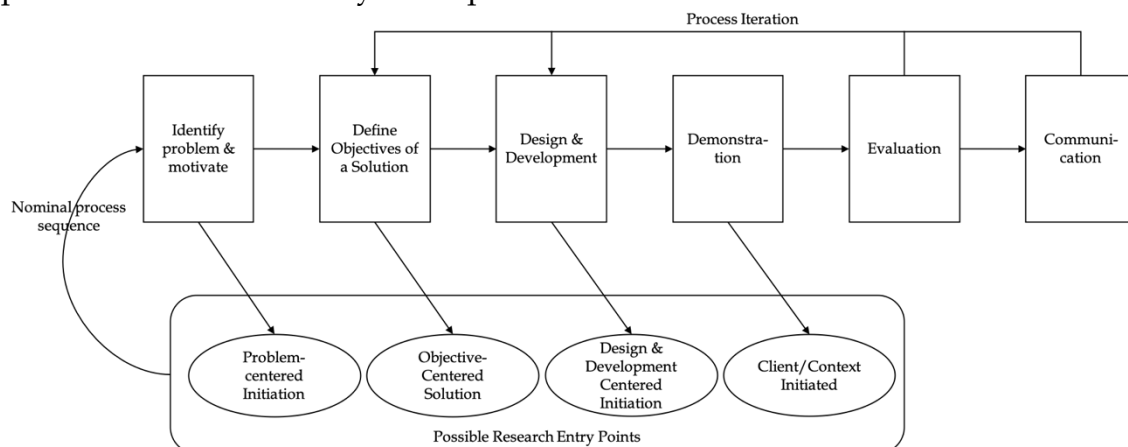 Process Iteration
Identify
problem &
motivate
Define
Objectives of
a Solution
Design &
Development
Demonstra-
tion
Evaluation
Communi-
cation
Nominal process
sequence
Problem-
centered
Initiation
Objective-
Centered
Solution
Design &
Development
Centered
Initiation
Client/Context
Initiated
Possible Research Entry Points